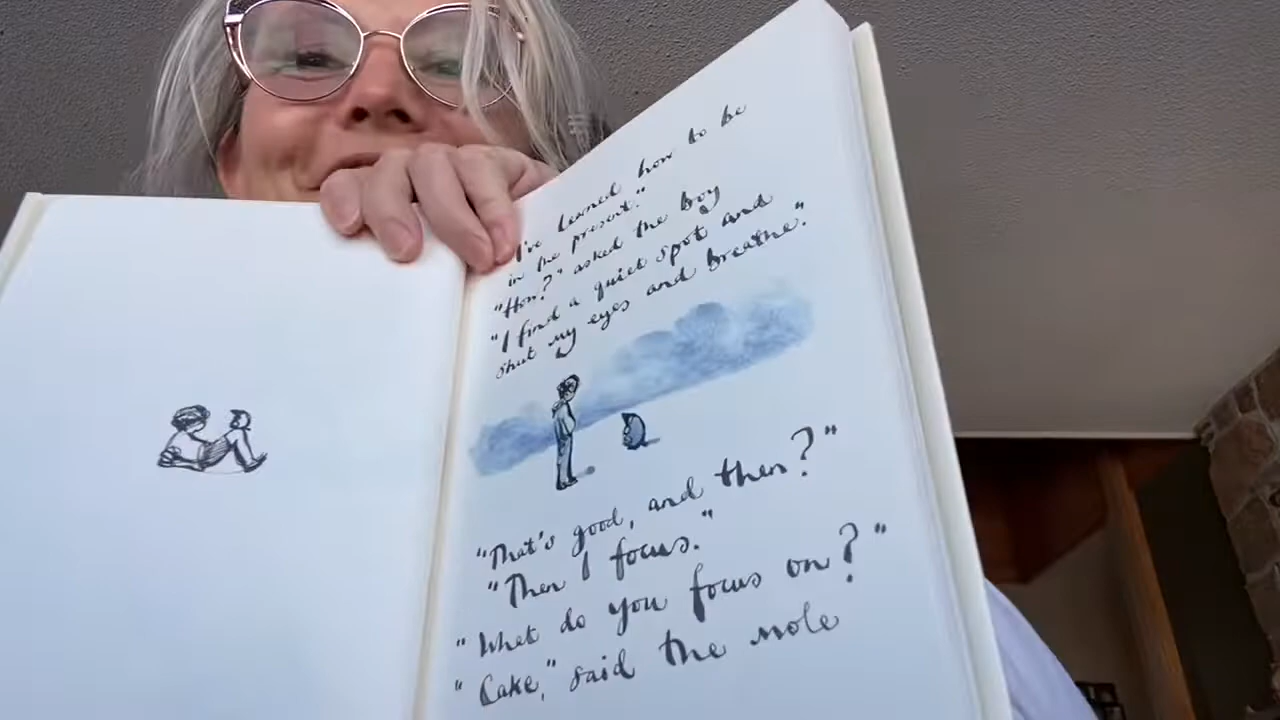 "I've learned how to be
in the present."
"How?" asked the boy
"I find a quiet spot and
shut my eyes and breathe."
"That's good, and then?"
"Then I focus."
"What do you focus on?"
"Cake," said the mole